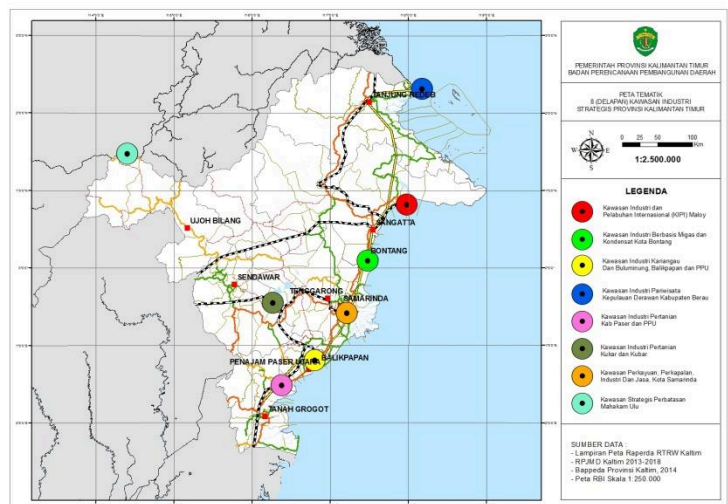 TANJUNG REDEB
UJOH BILANG
SANGATTA
BONTANG
SENDAWAR
TENGGARONG
SAMARINDA
PENAJAM PASER UTARA
BALIKPAPAN
TANAH GROGOT
PEMERINTAH PROVINSI KALIMANTAN TIMUR
BADAN PERENCANAAN PEMBANGUNAN DAERAH
PETA TEMATIK
8 (DELAPAN) KAWASAN INDUSTRI
STRATEGIS PROVINSI KALIMANTAN TIMUR
100 50 0 100
Km
1:2.500.000
LEGENDA
Kawasan Industri dan
Pelabuhan Internasional (KIPI) Maloy
Kawasan Industri Berbasis Migas dan
Kondensat Kota Bontang
Kawasan Industri Kariangau
Dan Buluminung, Balikpapan dan PPU
Kawasan Industri Pariwisata
Kepulauan Derawan Kabupaten Berau
Kawasan Industri Pertanian
Kab Paser dan PPU
Kawasan Industri Pertanian
Kukar dan Kubar
Kawasan Perkayuan, Perkapalan,
Industri Dan Jasa, Kota Samarinda
Kawasan Strategis Perbatasan
Mahakam Ulu
SUMBER DATA :
- Lampiran Peta Raperda RTRW Kaltim
- RPJMD Kaltim 2013-2018
- Bappeda Provinsi Kaltim, 2014
- Peta RBI Skala 1:250.000